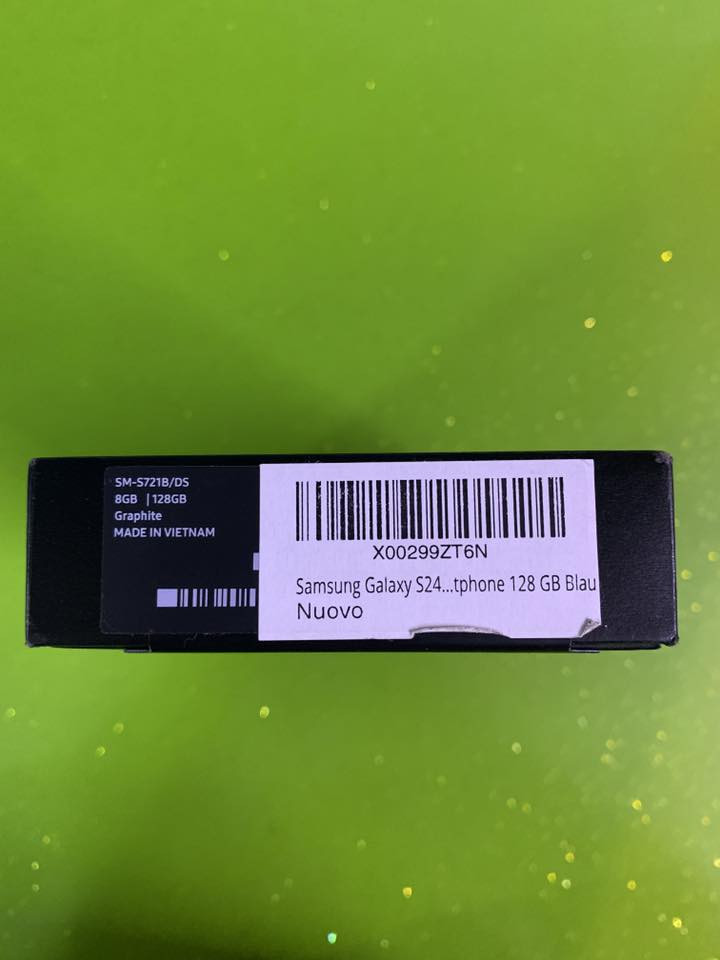 SM-S721B/DS
8GB | 128GB
Graphite
MADE IN VIETNAM
X00299ZT6N
Samsung Galaxy S24...tphone 128 GB Blau
Nuovo